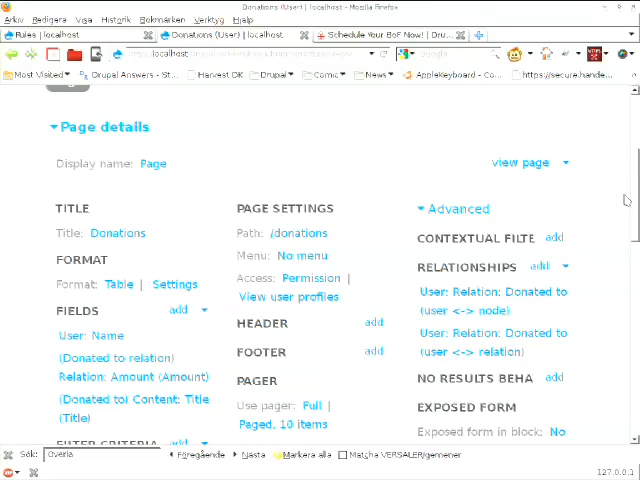 Donations (User) | localhost - Mozilla Firefox
Arkiv Redigera Visa Historik Bokmärken Verktyg Hjälp
Rules | localhost
Donations (User) | localhost
Schedule Your BoF Now! | Dru...
Most Visited
Drupal Answers - St...
Harvest DK
Drupal
Comic
News
AppleKeyboard - Co...
https://secure.hande...
Page details
Display name: Page
view page
TITLE
Title: Donations
FORMAT
Format: Table | Settings
FIELDS add
User: Name
(Donated to relation)
Relation: Amount (Amount)
(Donated to) Content: Title
(Title)
FILTER CRITERIA add
PAGE SETTINGS
Path: /donations
Menu: No menu
Access: Permission |
View user profiles
HEADER add
FOOTER add
PAGER
Use pager: Full |
Paged, 10 items
Advanced
CONTEXTUAL FILTE add
RELATIONSHIPS add
User: Relation: Donated to
(user <-> node)
User: Relation: Donated to
(user <-> relation)
NO RESULTS BEHA add
EXPOSED FORM
Exposed form in block: No
Sök: Överla
Föregående Nästa Markera alla Matcha VERSALER/gemener
127.0.0.1